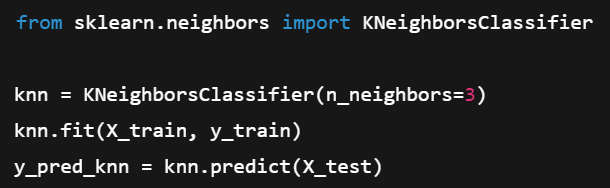 from sklearn.neighbors import KNeighborsClassifier
knn = KNeighborsClassifier(n_neighbors=3)
knn.fit(X_train, y_train)
y_pred_knn = knn.predict(X_test)